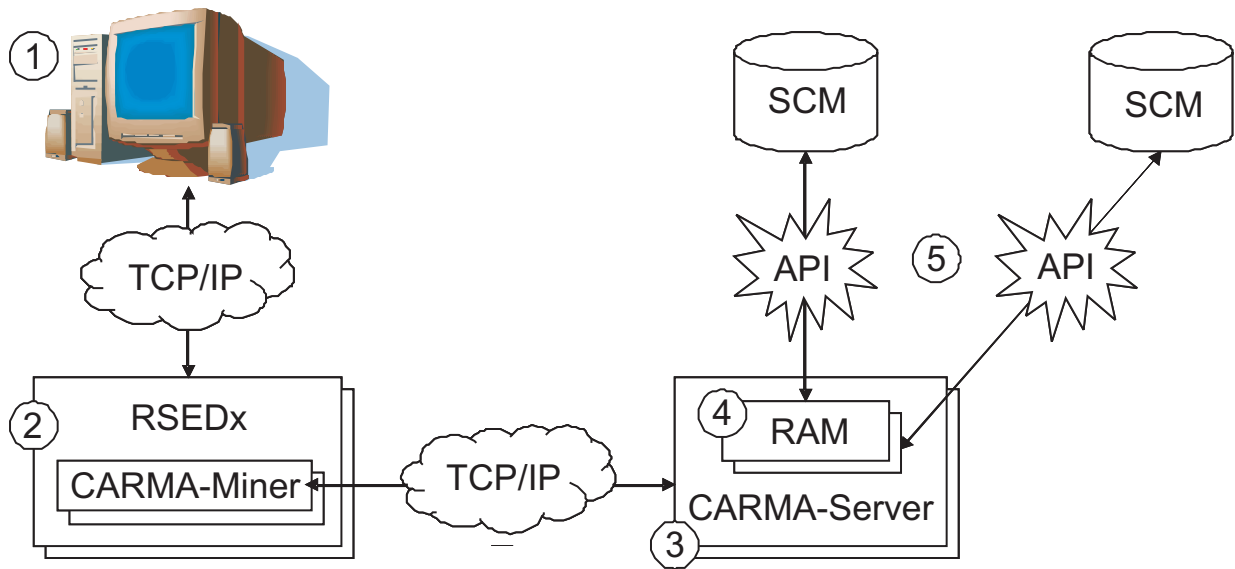 1
SCM
SCM
TCP/IP
API
5
API
2
RSEDx
CARMA-Miner
TCP/IP
4
RAM
CARMA-Server
3